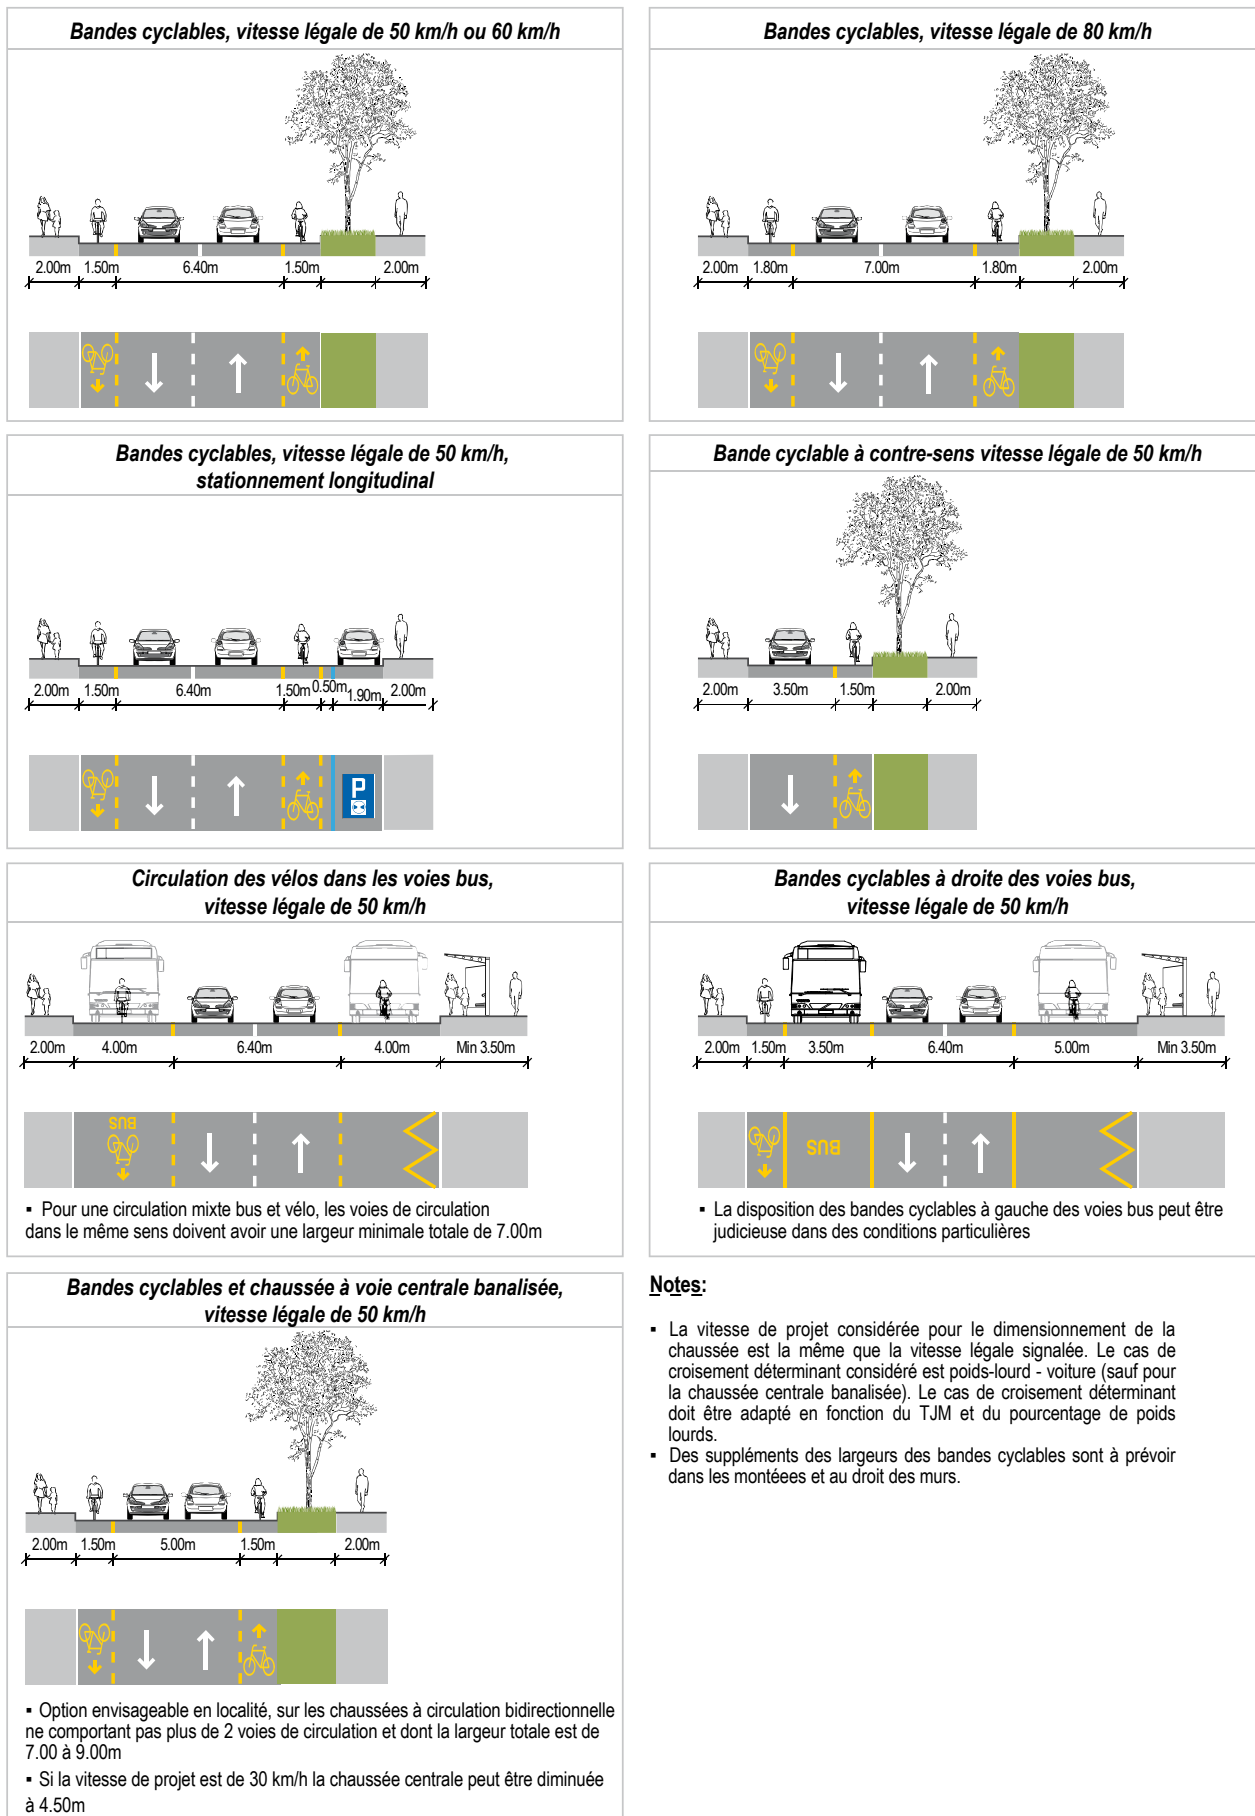 Bandes cyclables, vitesse légale de 50 km/h ou 60 km/h
2.00m 1.50m 6.40m 1.50m 2.00m
Bandes cyclables, vitesse légale de 80 km/h
2.00m 1.80m 7.00m 1.80m 2.00m
Bandes cyclables, vitesse légale de 50 km/h,
stationnement longitudinal
2.00m 1.50m 6.40m 1.50m 0.50m 1.90m 2.00m
P
Bande cyclable à contre-sens vitesse légale de 50 km/h
2.00m 3.50m 1.50m 2.00m
Circulation des vélos dans les voies bus,
vitesse légale de 50 km/h
2.00m 4.00m 6.40m 4.00m Min 3.50m
BUS
▪ Pour une circulation mixte bus et vélo, les voies de circulation
dans le même sens doivent avoir une largeur minimale totale de 7.00m
Bandes cyclables à droite des voies bus,
vitesse légale de 50 km/h
2.00m 1.50m 3.50m 6.40m 5.00m Min 3.50m
BUS
▪ La disposition des bandes cyclables à gauche des voies bus peut être
judicieuse dans des conditions particulières
Bandes cyclables et chaussée à voie centrale banalisée,
vitesse légale de 50 km/h
2.00m 1.50m 5.00m 1.50m 2.00m
▪ Option envisageable en localité, sur les chaussées à circulation bidirectionnelle
ne comportant pas plus de 2 voies de circulation et dont la largeur totale est de
7.00 à 9.00m
▪ Si la vitesse de projet est de 30 km/h la chaussée centrale peut être diminuée
à 4.50m
Notes:
▪ La vitesse de projet considérée pour le dimensionnement de la
chaussée est la même que la vitesse légale signalée. Le cas de
croisement déterminant considéré est poids-lourd - voiture (sauf pour
la chaussée centrale banalisée). Le cas de croisement déterminant
doit être adapté en fonction du TJM et du pourcentage de poids
lourds.
▪ Des suppléments des largeurs des bandes cyclables sont à prévoir
dans les montéees et au droit des murs.